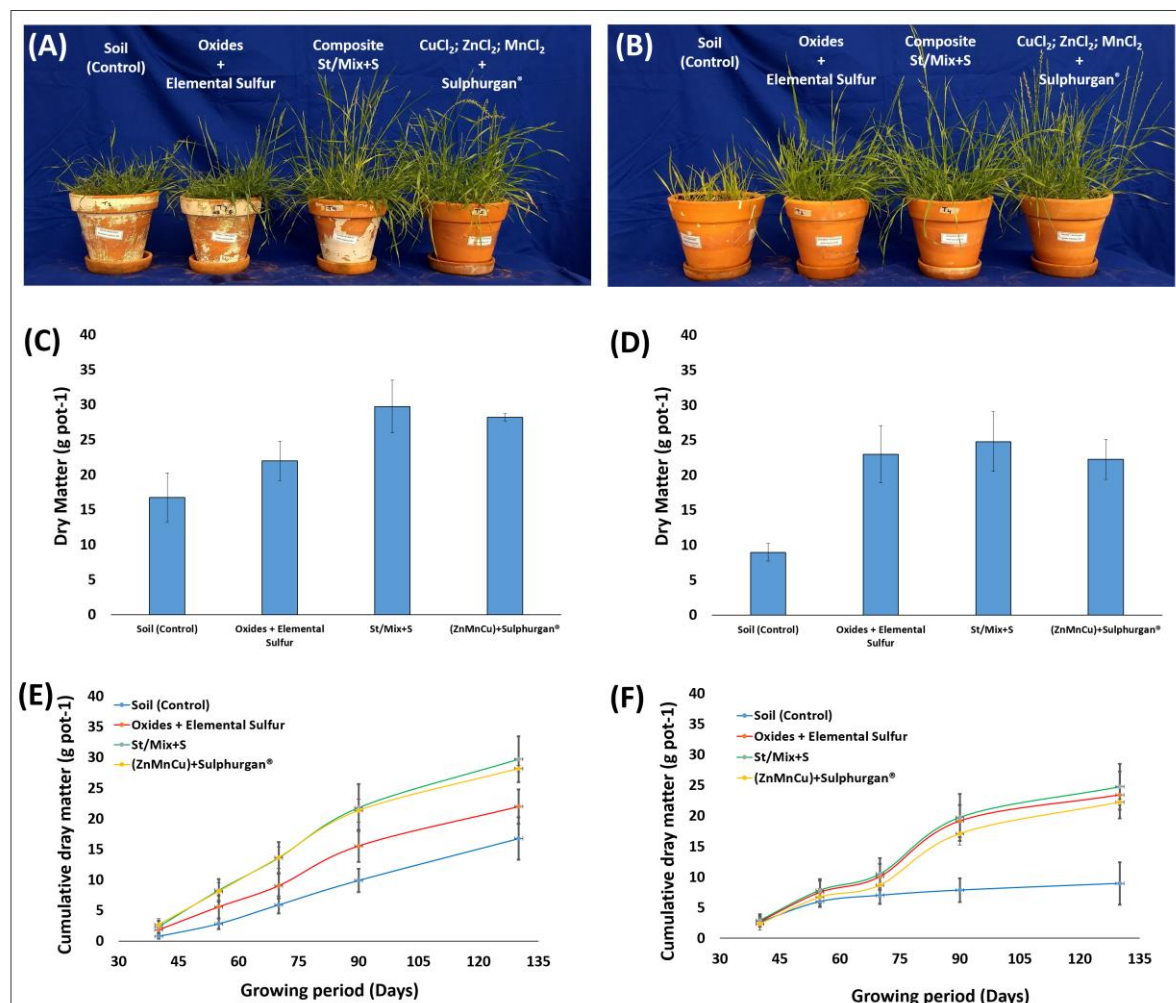 (A)
Soil
(Control)
Oxides
+
Elemental Sulfur
Composite
St/Mix+S
CuCl₂; ZnCl₂; MnCl₂
+
Sulphurgan®
(B)
Soil
(Control)
Oxides
+
Elemental Sulfur
Composite
St/Mix+S
CuCl₂; ZnCl₂; MnCl₂
+
Sulphurgan®
(C)
Dry Matter (g pot-1)
40
35
30
25
20
15
10
5
0
Soil (Control)
Oxides + Elemental
Sulfur
St/Mix+S
(ZnMnCu)+Sulphurgan®
(D)
Dry Matter (g pot-1)
40
35
30
25
20
15
10
5
0
Soil (Control)
Oxides + Elemental
Sulfur
St/Mix+S
(ZnMnCu)+Sulphurgan®
(E)
Cumulative dray matter (g pot-1)
40
35
30
25
20
15
10
5
0
Soil (Control)
Oxides + Elemental Sulfur
St/Mix+S
(ZnMnCu)+Sulphurgan®
30 45 60 75 90 105 120 135
Growing period (Days)
(F)
Cumulative dray matter (g pot-1)
40
35
30
25
20
15
10
5
0
Soil (Control)
Oxides + Elemental Sulfur
St/Mix+S
(ZnMnCu)+Sulphurgan®
30 45 60 75 90 105 120 135
Growing period (Days)